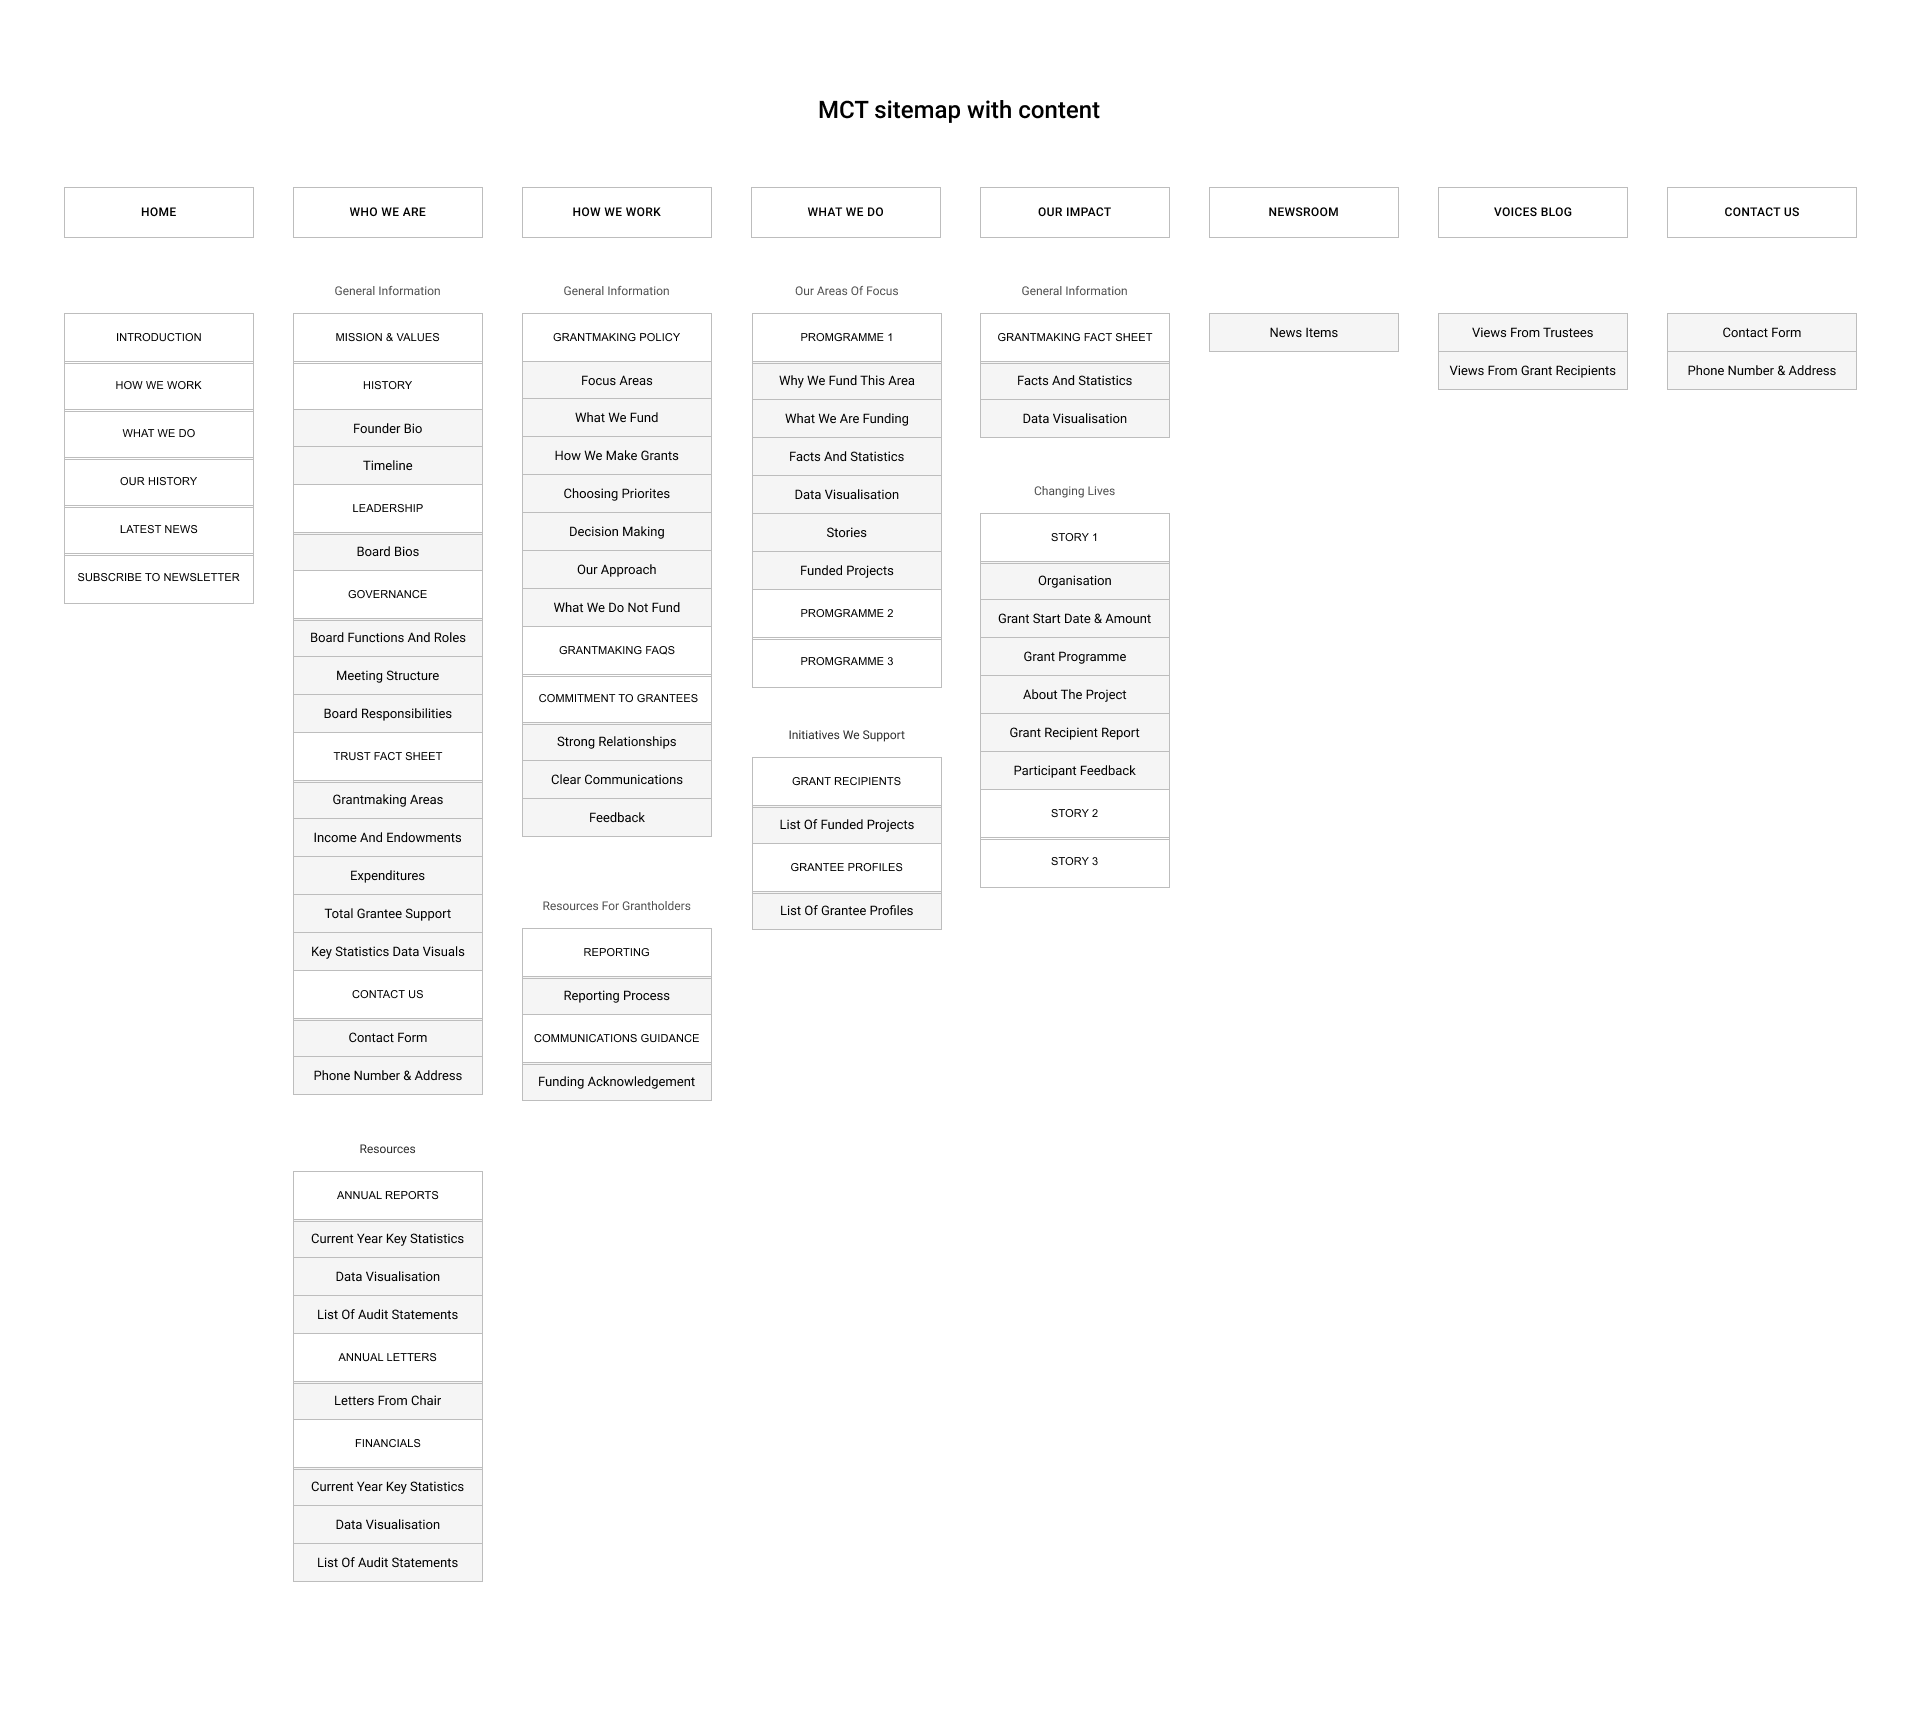 MCT sitemap with content
HOME
WHO WE ARE
HOW WE WORK
WHAT WE DO
OUR IMPACT
NEWSROOM
VOICES BLOG
CONTACT US
INTRODUCTION
HOW WE WORK
WHAT WE DO
OUR HISTORY
LATEST NEWS
SUBSCRIBE TO NEWSLETTER
General Information
MISSION & VALUES
HISTORY
Founder Bio
Timeline
LEADERSHIP
Board Bios
GOVERNANCE
Board Functions And Roles
Meeting Structure
Board Responsibilities
TRUST FACT SHEET
Grantmaking Areas
Income And Endowments
Expenditures
Total Grantee Support
Key Statistics Data Visuals
CONTACT US
Contact Form
Phone Number & Address
Resources
ANNUAL REPORTS
Current Year Key Statistics
Data Visualisation
List Of Audit Statements
ANNUAL LETTERS
Letters From Chair
FINANCIALS
Current Year Key Statistics
Data Visualisation
List Of Audit Statements
General Information
GRANTMAKING POLICY
Focus Areas
What We Fund
How We Make Grants
Choosing Priorites
Decision Making
Our Approach
What We Do Not Fund
GRANTMAKING FAQS
COMMITMENT TO GRANTEES
Strong Relationships
Clear Communications
Feedback
Resources For Grantholders
REPORTING
Reporting Process
COMMUNICATIONS GUIDANCE
Funding Acknowledgement
Our Areas Of Focus
PROMGRAMME 1
Why We Fund This Area
What We Are Funding
Facts And Statistics
Data Visualisation
Stories
Funded Projects
PROMGRAMME 2
PROMGRAMME 3
Initiatives We Support
GRANT RECIPIENTS
List Of Funded Projects
GRANTEE PROFILES
List Of Grantee Profiles
General Information
GRANTMAKING FACT SHEET
Facts And Statistics
Data Visualisation
Changing Lives
STORY 1
Organisation
Grant Start Date & Amount
Grant Programme
About The Project
Grant Recipient Report
Participant Feedback
STORY 2
STORY 3
News Items
Views From Trustees
Views From Grant Recipients
Contact Form
Phone Number & Address